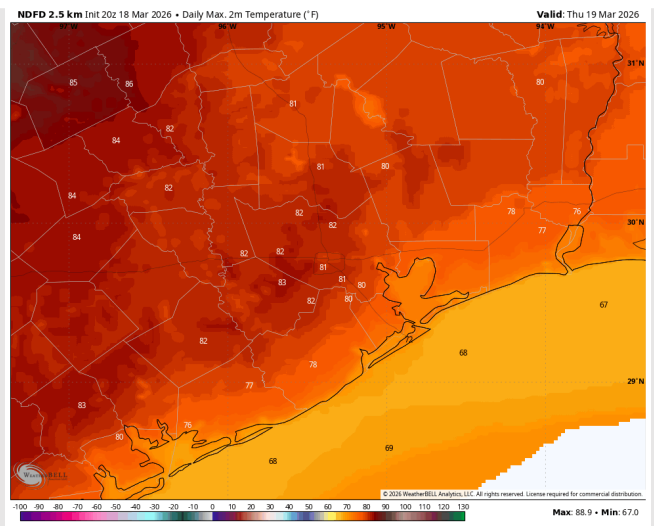 NDFD 2.5 km Init 20z 18 Mar 2026 • Daily Max. 2m Temperature (°F)
Valid: Thu 19 Mar 2026
97°W 96°W 95°W 94°W
31°N
85 86 80
81
82
84
81 80
82
84
82 78 76
82 77
30°N
84
82 82
81
83 81 80
82 80
67
72
82 68
78
77
29°N
83
76
80
68 69
WeatherBELL
© 2026 WeatherBELL Analytics, LLC. All rights reserved. License required for commercial distribution.
-100 -90 -80 -70 -60 -50 -40 -30 -20 -10 0 10 20 30 40 50 60 70 80 90 100 110 120 130
Max: 88.9 • Min: 67.0